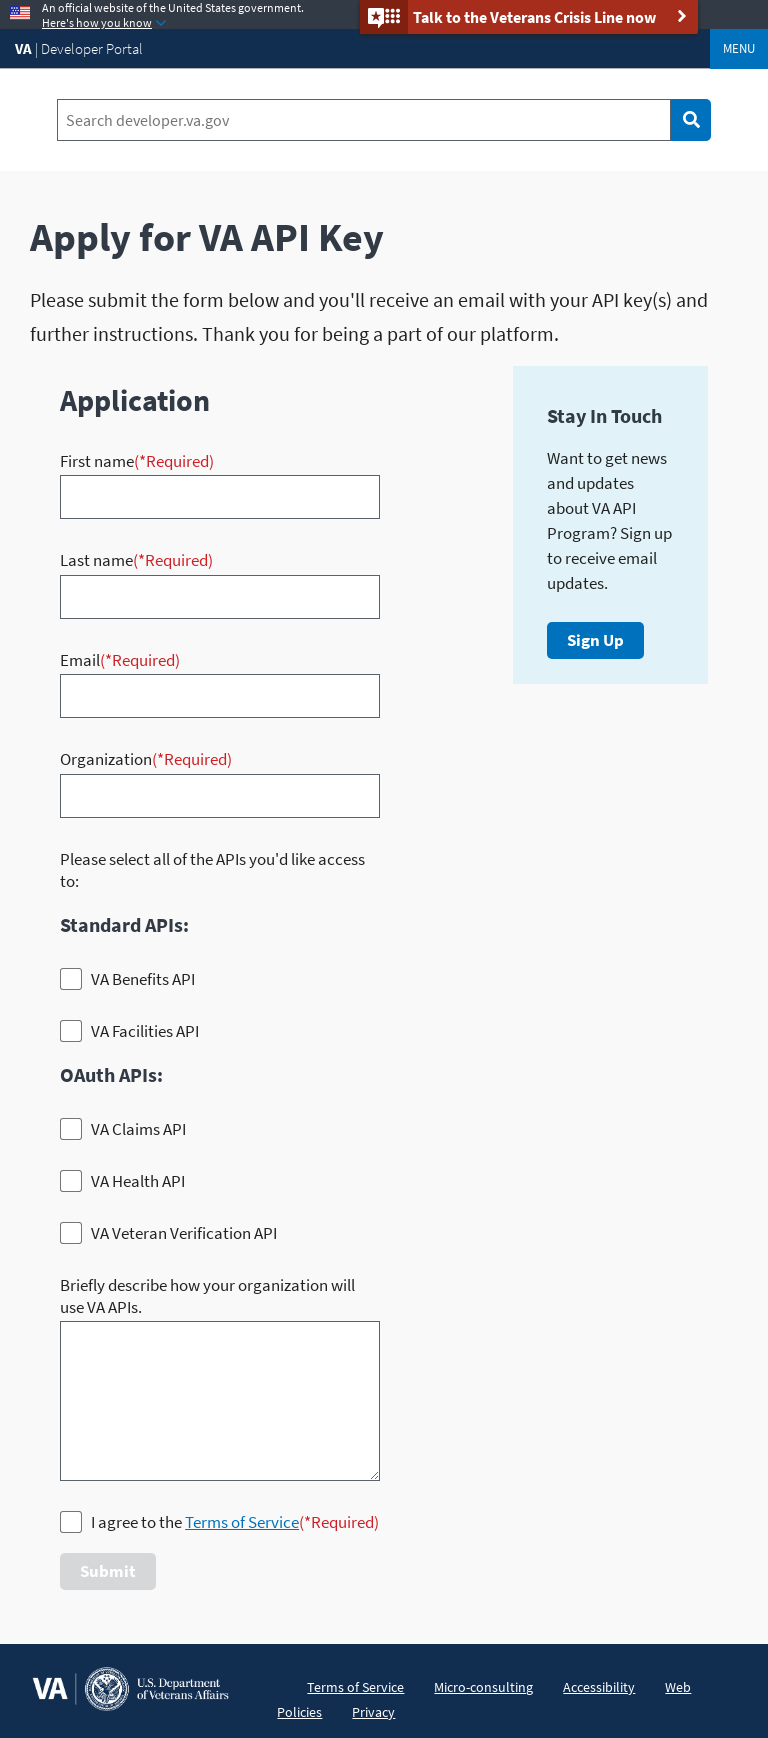 An official website of the United States government.
Here's how you know
Talk to the Veterans Crisis Line now
VA | Developer Portal
MENU
Search developer.va.gov
Apply for VA API Key
Please submit the form below and you'll receive an email with your API key(s) and
further instructions. Thank you for being a part of our platform.
Application
First name(*Required)
Last name(*Required)
Email(*Required)
Organization(*Required)
Please select all of the APIs you'd like access
to:
Standard APIs:
VA Benefits API
VA Facilities API
OAuth APIs:
VA Claims API
VA Health API
VA Veteran Verification API
Briefly describe how your organization will
use VA APIs.
I agree to the Terms of Service(*Required)
Submit
Stay In Touch
Want to get news
and updates
about VA API
Program? Sign up
to receive email
updates.
Sign Up
VA
U.S. Department
of Veterans Affairs
Terms of Service Micro-consulting Accessibility Web
Policies Privacy